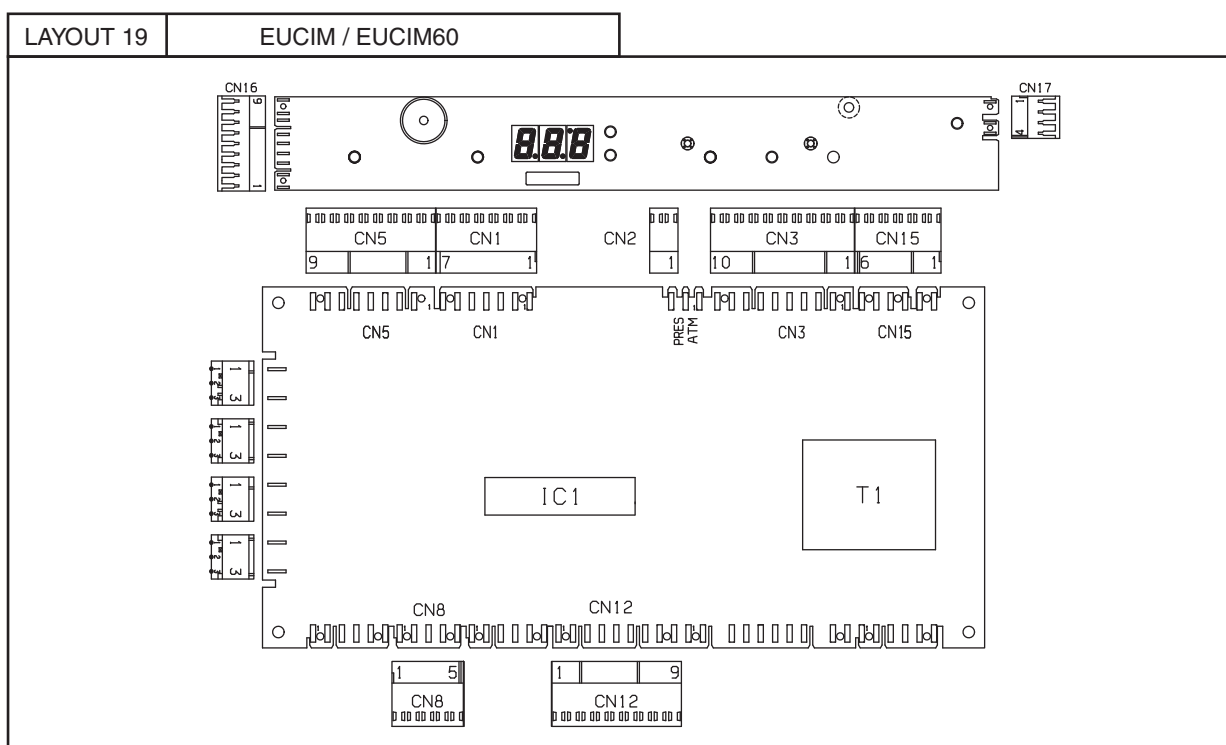 LAYOUT 19 EUCIM / EUCIM60
CN16 CN17
9 1
1 4
8.8.8
CN5 CN1 CN2 CN3 CN15
9 1 7 1 1 10 1 6 1
CN5 CN1 PRES ATM CN3 CN15
1 3
1 3
1 3
1 3
IC1 T1
CN8 CN12
1 5 1 9
CN8 CN12